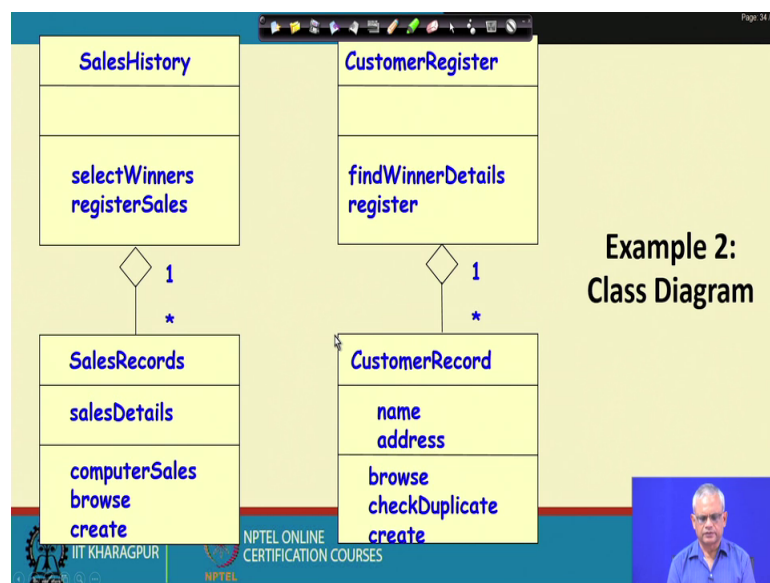 Page: 34 /
SalesHistory
selectWinners
registerSales
1
*
SalesRecords
salesDetails
computerSales
browse
create
CustomerRegister
findWinnerDetails
register
1
*
CustomerRecord
name
address
browse
checkDuplicate
create
Example 2:
Class Diagram
IIT KHARAGPUR
NPTEL
NPTEL ONLINE
CERTIFICATION COURSES